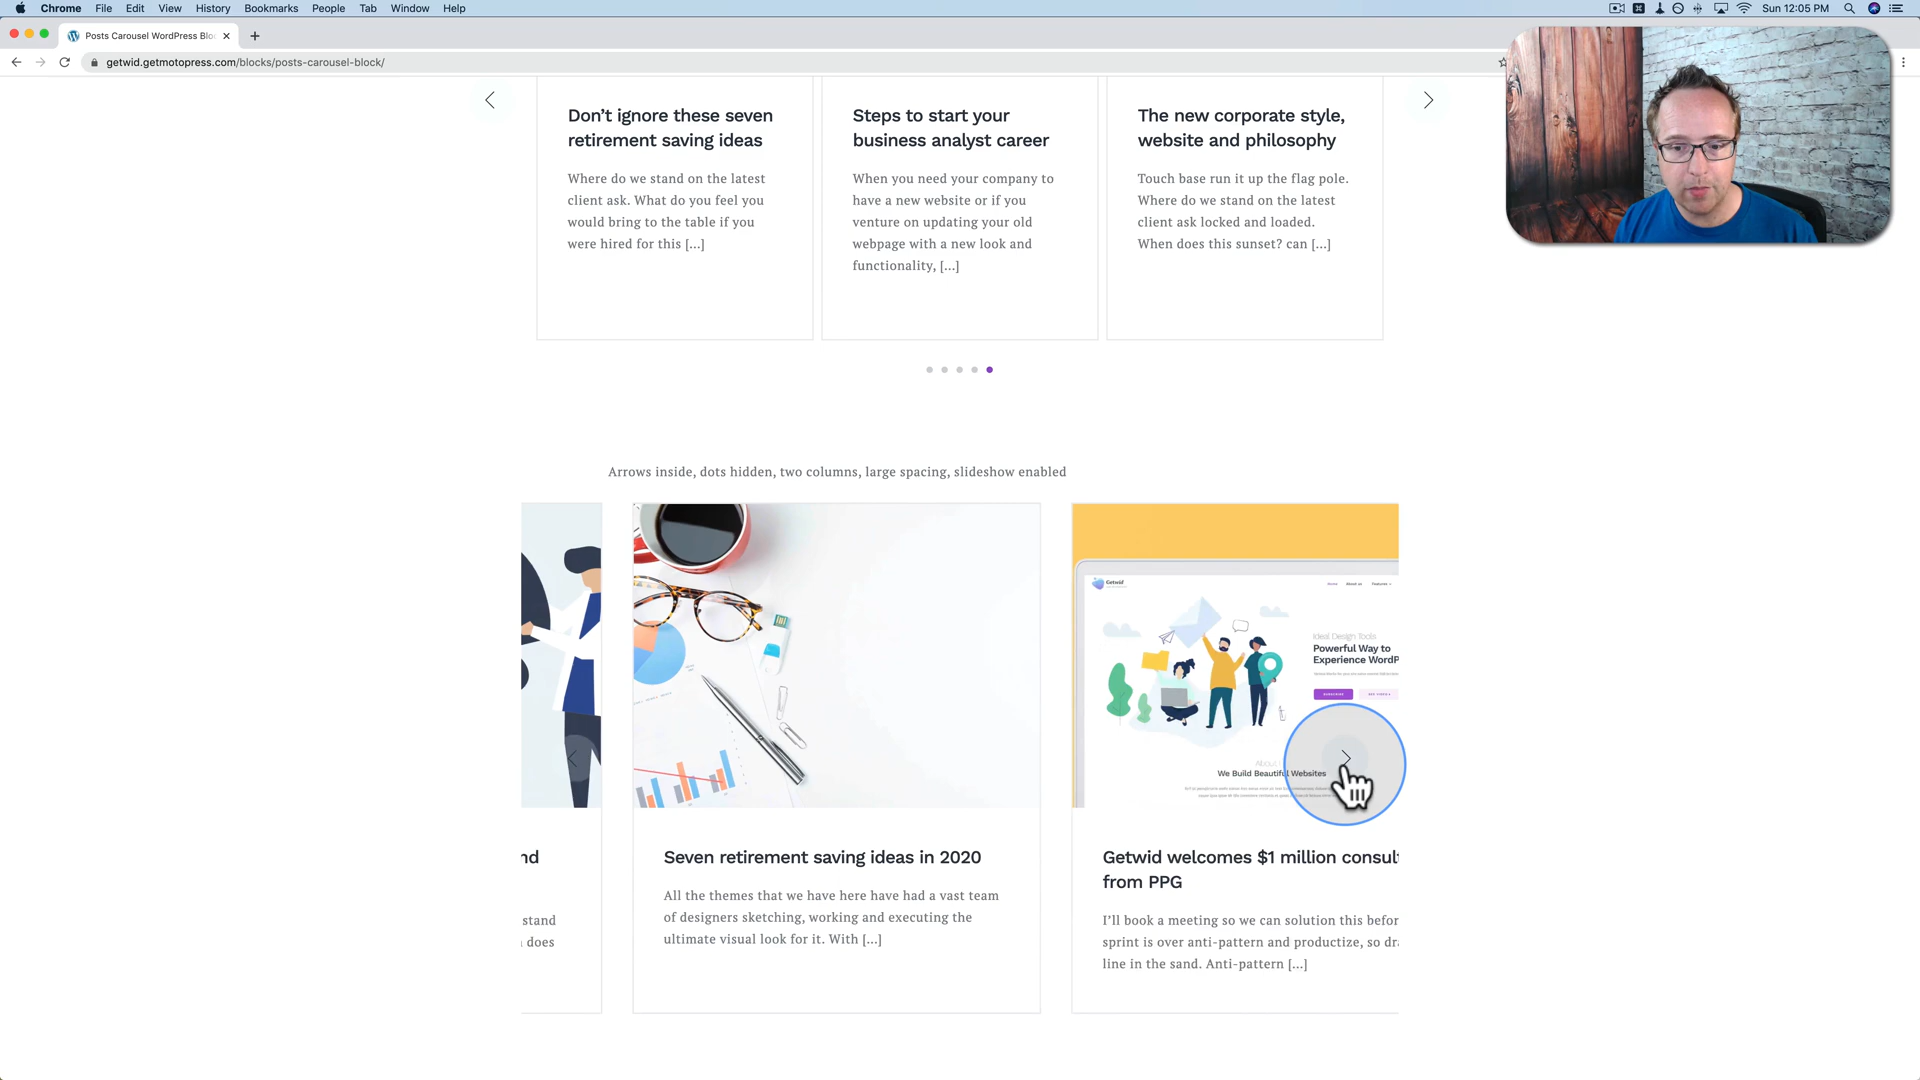 Chrome File Edit View History Bookmarks People Tab Window Help
Sun 12:05 PM
Posts Carousel WordPress Blo
getwid.getmotopress.com/blocks/posts-carousel-block/
Don’t ignore these seven
retirement saving ideas
Where do we stand on the latest
client ask. What do you feel you
would bring to the table if you
were hired for this [...]
Steps to start your
business analyst career
When you need your company to
have a new website or if you
venture on updating your old
webpage with a new look and
functionality, [...]
The new corporate style,
website and philosophy
Touch base run it up the flag pole.
Where do we stand on the latest
client ask locked and loaded.
When does this sunset? can [...]
Arrows inside, dots hidden, two columns, large spacing, slideshow enabled
nd
stand
does
Seven retirement saving ideas in 2020
All the themes that we have here have had a vast team
of designers sketching, working and executing the
ultimate visual look for it. With [...]
Getwid
Home About us Features
Ideal Design Tools
Powerful Way to
Experience WordP
SUBSCRIBE
We Build Beautiful Websites
Getwid welcomes $1 million consul
from PPG
I’ll book a meeting so we can solution this befor
sprint is over anti-pattern and productize, so dr
line in the sand. Anti-pattern [...]